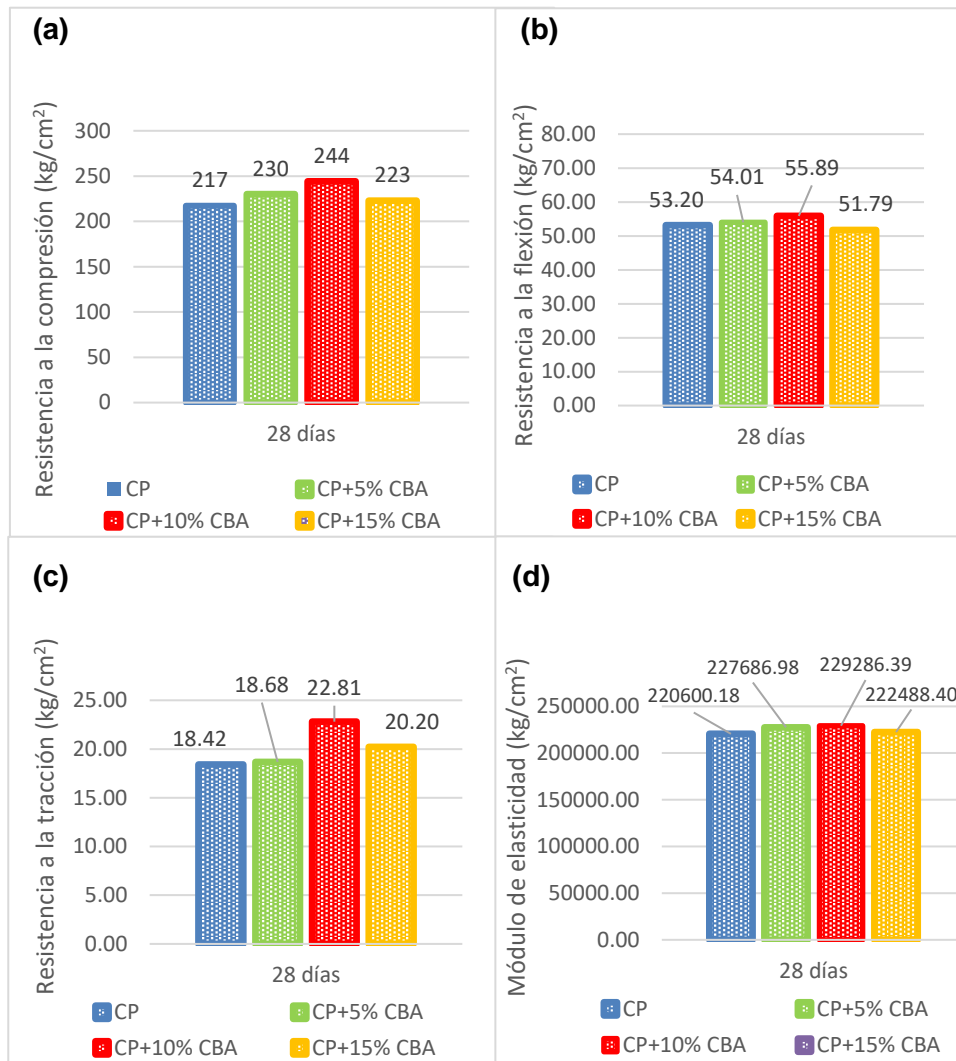 (a)
Resistencia a la compresión (kg/cm²)
300
250
200
150
100
50
0
217
230
244
223
28 días
CP
CP+5% CBA
CP+10% CBA
CP+15% CBA
(b)
Resistencia a la flexión (kg/cm²)
80.00
70.00
60.00
50.00
40.00
30.00
20.00
10.00
0.00
53.20
54.01
55.89
51.79
28 días
CP
CP+5% CBA
CP+10% CBA
CP+15% CBA
(c)
Resistencia a la tracción (kg/cm²)
25.00
20.00
15.00
10.00
5.00
0.00
18.42
18.68
22.81
20.20
28 días
CP
CP+5% CBA
CP+10% CBA
CP+15% CBA
(d)
Módulo de elasticidad (kg/cm²)
250000.00
200000.00
150000.00
100000.00
50000.00
0.00
220600.18
227686.98
229286.39
222488.40
28 días
CP
CP+5% CBA
CP+10% CBA
CP+15% CBA